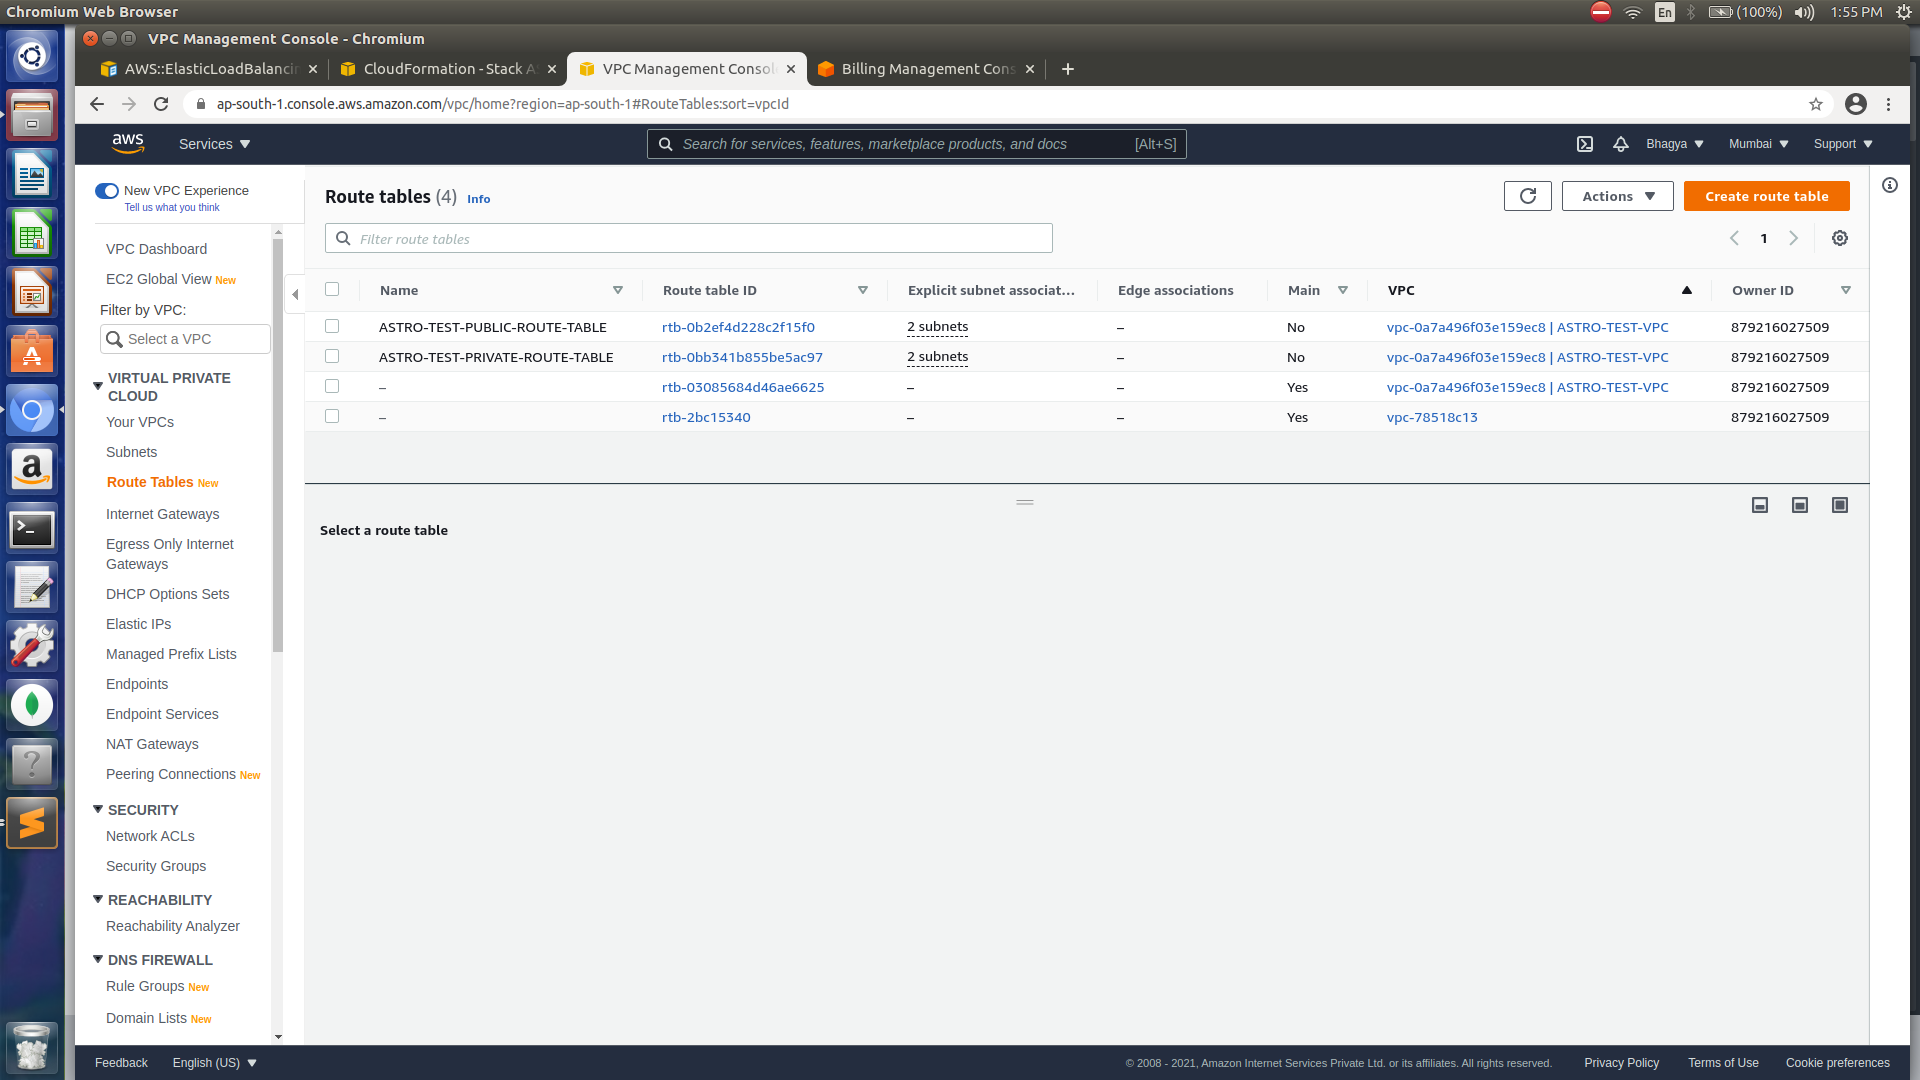 Chromium Web Browser
En
(100%)
1:55 PM
VPC Management Console - Chromium
AWS::ElasticLoadBalancin
CloudFormation - Stack AS
VPC Management Console
Billing Management Cons
ap-south-1.console.aws.amazon.com/vpc/home?region=ap-south-1#RouteTables:sort=vpcId
aws
Services
Search for services, features, marketplace products, and docs
[Alt+S]
Bhagya
Mumbai
Support
New VPC Experience
Tell us what you think
VPC Dashboard
EC2 Global View New
Filter by VPC:
Select a VPC
VIRTUAL PRIVATE
CLOUD
Your VPCs
Subnets
Route Tables New
Internet Gateways
Egress Only Internet
Gateways
DHCP Options Sets
Elastic IPs
Managed Prefix Lists
Endpoints
Endpoint Services
NAT Gateways
Peering Connections New
SECURITY
Network ACLs
Security Groups
REACHABILITY
Reachability Analyzer
DNS FIREWALL
Rule Groups New
Domain Lists New
Route tables (4) Info
Actions
Create route table
Filter route tables
1
Name Route table ID Explicit subnet associat... Edge associations Main VPC Owner ID
ASTRO-TEST-PUBLIC-ROUTE-TABLE rtb-0b2ef4d228c2f15f0 2 subnets – No vpc-0a7a496f03e159ec8 | ASTRO-TEST-VPC 879216027509
ASTRO-TEST-PRIVATE-ROUTE-TABLE rtb-0bb341b855be5ac97 2 subnets – No vpc-0a7a496f03e159ec8 | ASTRO-TEST-VPC 879216027509
– rtb-03085684d46ae6625 – – Yes vpc-0a7a496f03e159ec8 | ASTRO-TEST-VPC 879216027509
– rtb-2bc15340 – – Yes vpc-78518c13 879216027509
Select a route table
Feedback
English (US)
© 2008 - 2021, Amazon Internet Services Private Ltd. or its affiliates. All rights reserved.
Privacy Policy
Terms of Use
Cookie preferences